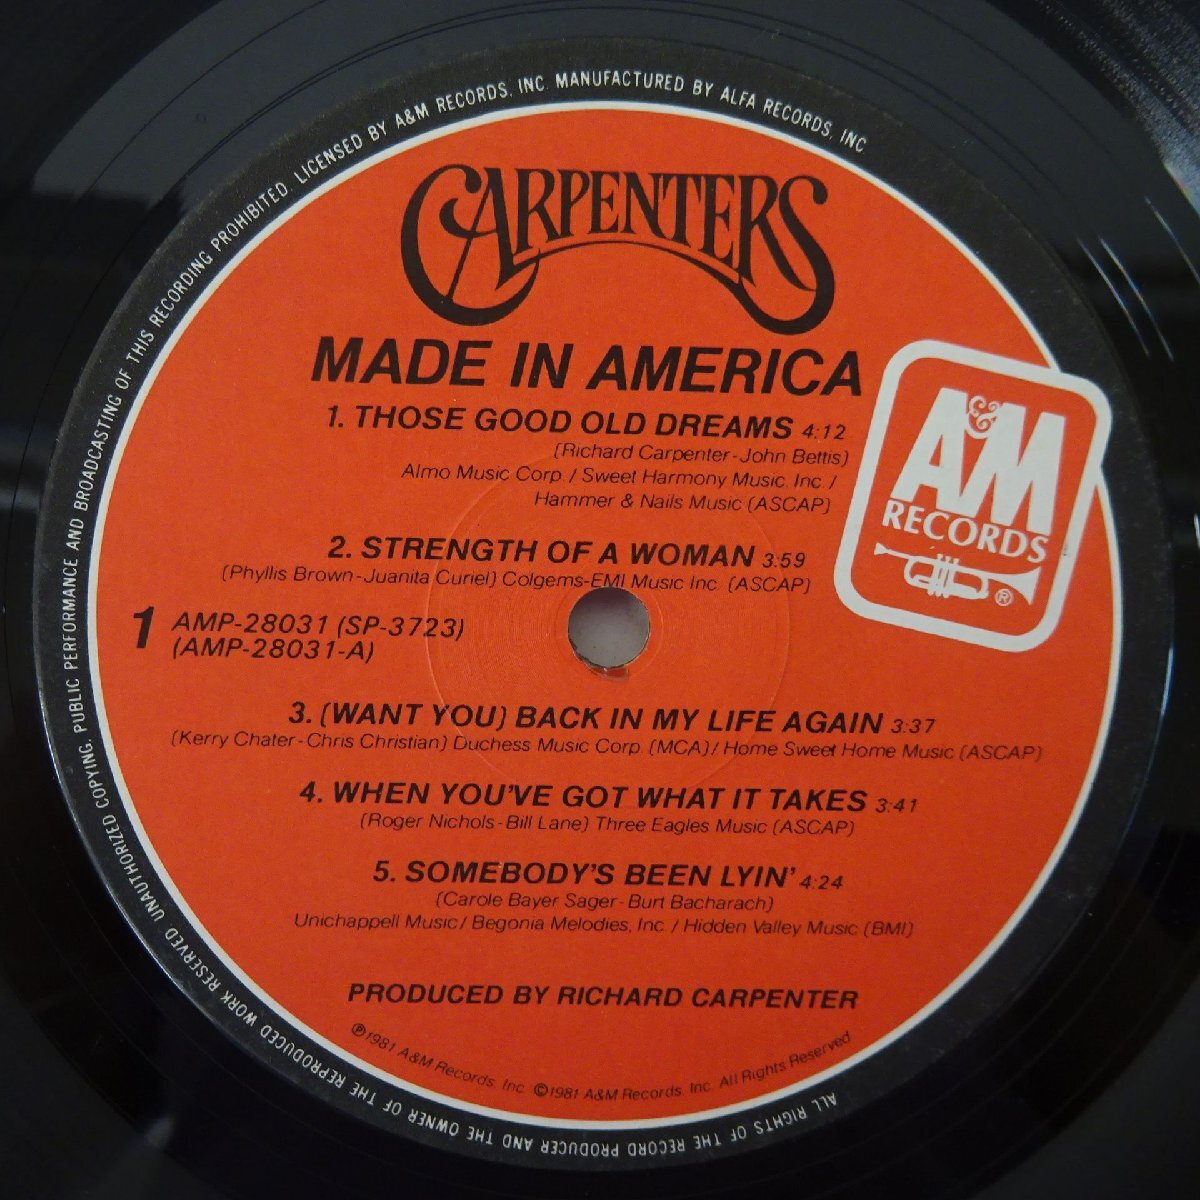 CARPENTERS
MADE IN AMERICA
1. THOSE GOOD OLD DREAMS 4:12
(Richard Carpenter-John Bettis)
Almo Music Corp. / Sweet Harmony Music, Inc. /
Hammer & Nails Music (ASCAP)
A&M
RECORDS
®
2. STRENGTH OF A WOMAN 3:59
(Phyllis Brown-Juanita Curiel) Colgems-EMI Music Inc. (ASCAP)
1
AMP-28031 (SP-3723)
(AMP-28031-A)
3. (WANT YOU) BACK IN MY LIFE AGAIN 3:37
(Kerry Chater-Chris Christian) Duchess Music Corp. (MCA) / Home Sweet Home Music (ASCAP)
4. WHEN YOU'VE GOT WHAT IT TAKES 3:41
(Roger Nichols-Bill Lane) Three Eagles Music (ASCAP)
5. SOMEBODY'S BEEN LYIN' 4:24
(Carole Bayer Sager-Burt Bacharach)
Unichappell Music / Begonia Melodies, Inc. / Hidden Valley Music (BMI)
PRODUCED BY RICHARD CARPENTER
℗1981 A&M Records, Inc. ©1981 A&M Records, Inc. All Rights Reserved
ALL RIGHTS OF THE RECORD PRODUCER AND THE OWNER OF THE REPRODUCED WORK RESERVED. UNAUTHORIZED COPYING, PUBLIC PERFORMANCE AND BROADCASTING OF THIS RECORDING PROHIBITED. LICENSED BY A&M RECORDS, INC. MANUFACTURED BY ALFA RECORDS, INC